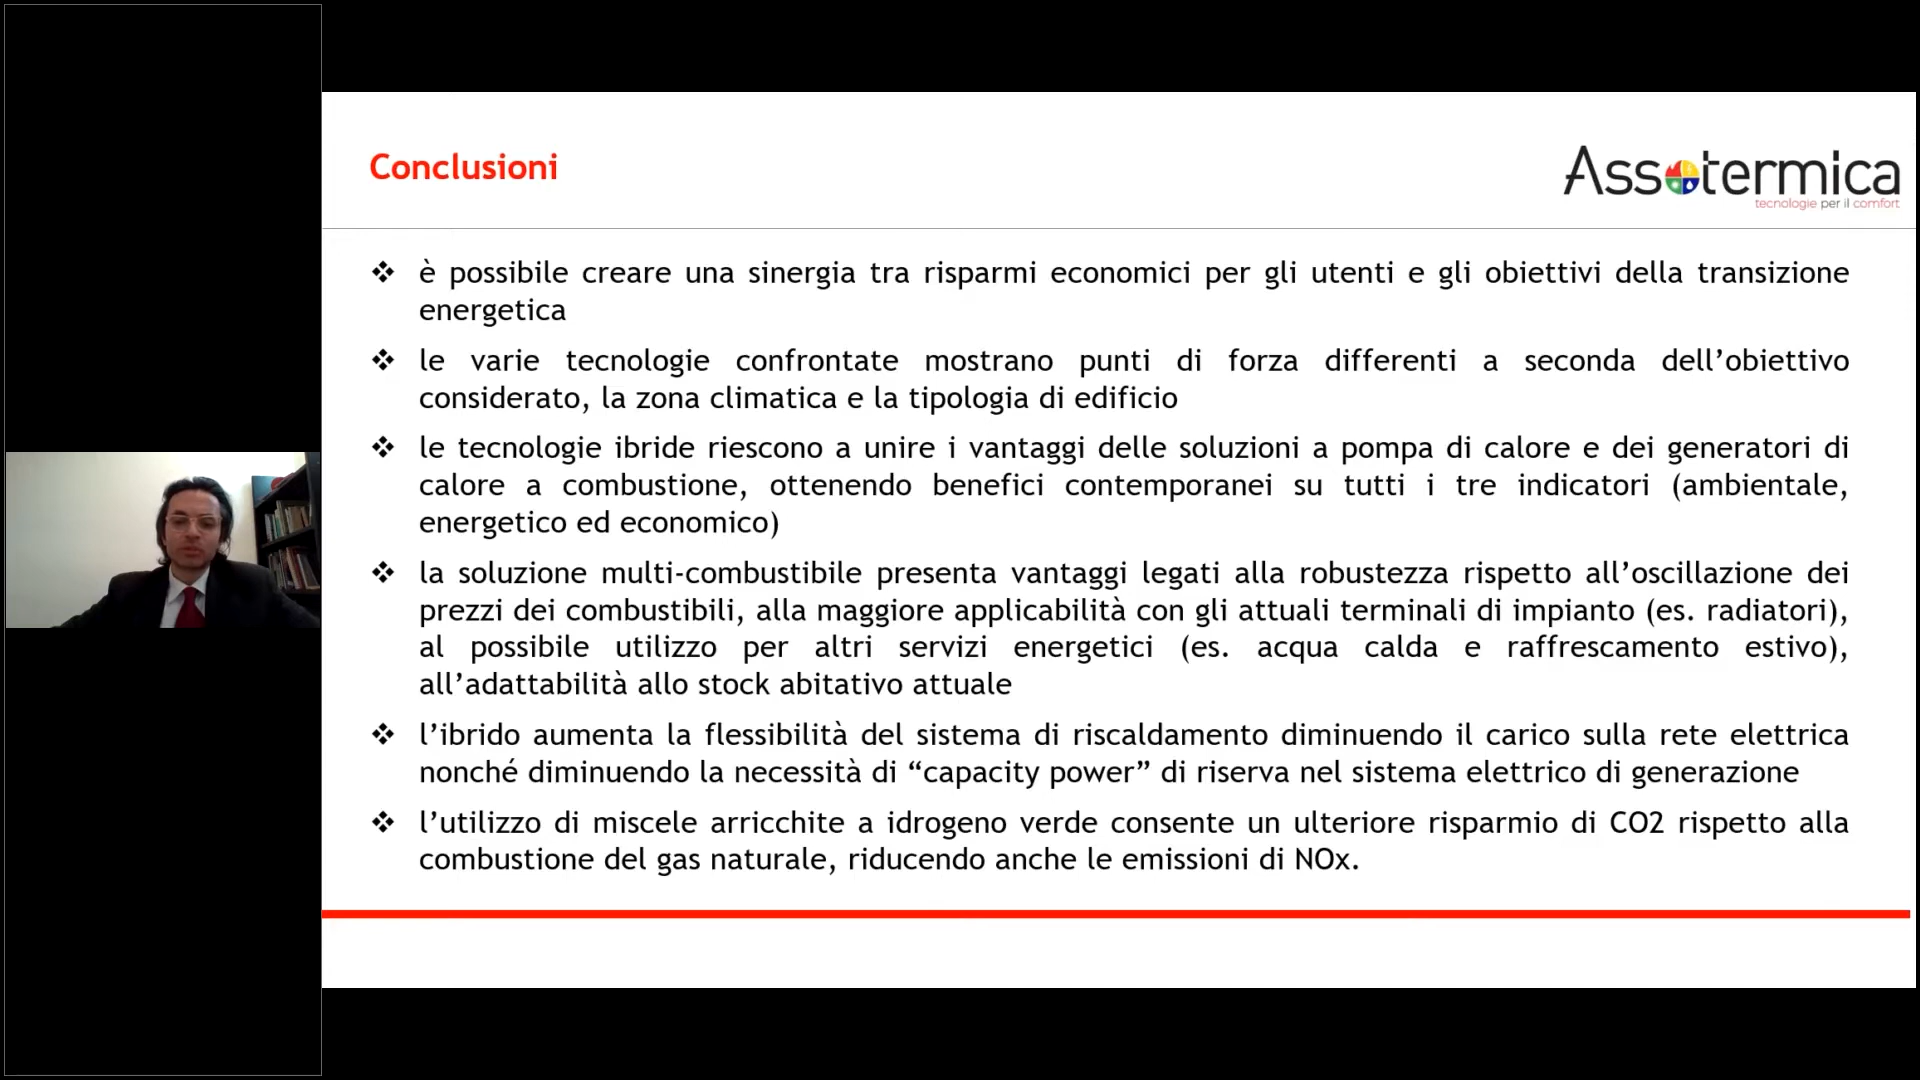 Conclusioni
Assotermica
tecnologie per il comfort
❖ è possibile creare una sinergia tra risparmi economici per gli utenti e gli obiettivi della transizione
energetica
❖ le varie tecnologie confrontate mostrano punti di forza differenti a seconda dell’obiettivo
considerato, la zona climatica e la tipologia di edificio
❖ le tecnologie ibride riescono a unire i vantaggi delle soluzioni a pompa di calore e dei generatori di
calore a combustione, ottenendo benefici contemporanei su tutti i tre indicatori (ambientale,
energetico ed economico)
❖ la soluzione multi-combustibile presenta vantaggi legati alla robustezza rispetto all’oscillazione dei
prezzi dei combustibili, alla maggiore applicabilità con gli attuali terminali di impianto (es. radiatori),
al possibile utilizzo per altri servizi energetici (es. acqua calda e raffrescamento estivo),
all’adattabilità allo stock abitativo attuale
❖ l’ibrido aumenta la flessibilità del sistema di riscaldamento diminuendo il carico sulla rete elettrica
nonché diminuendo la necessità di “capacity power” di riserva nel sistema elettrico di generazione
❖ l’utilizzo di miscele arricchite a idrogeno verde consente un ulteriore risparmio di CO2 rispetto alla
combustione del gas naturale, riducendo anche le emissioni di NOx.